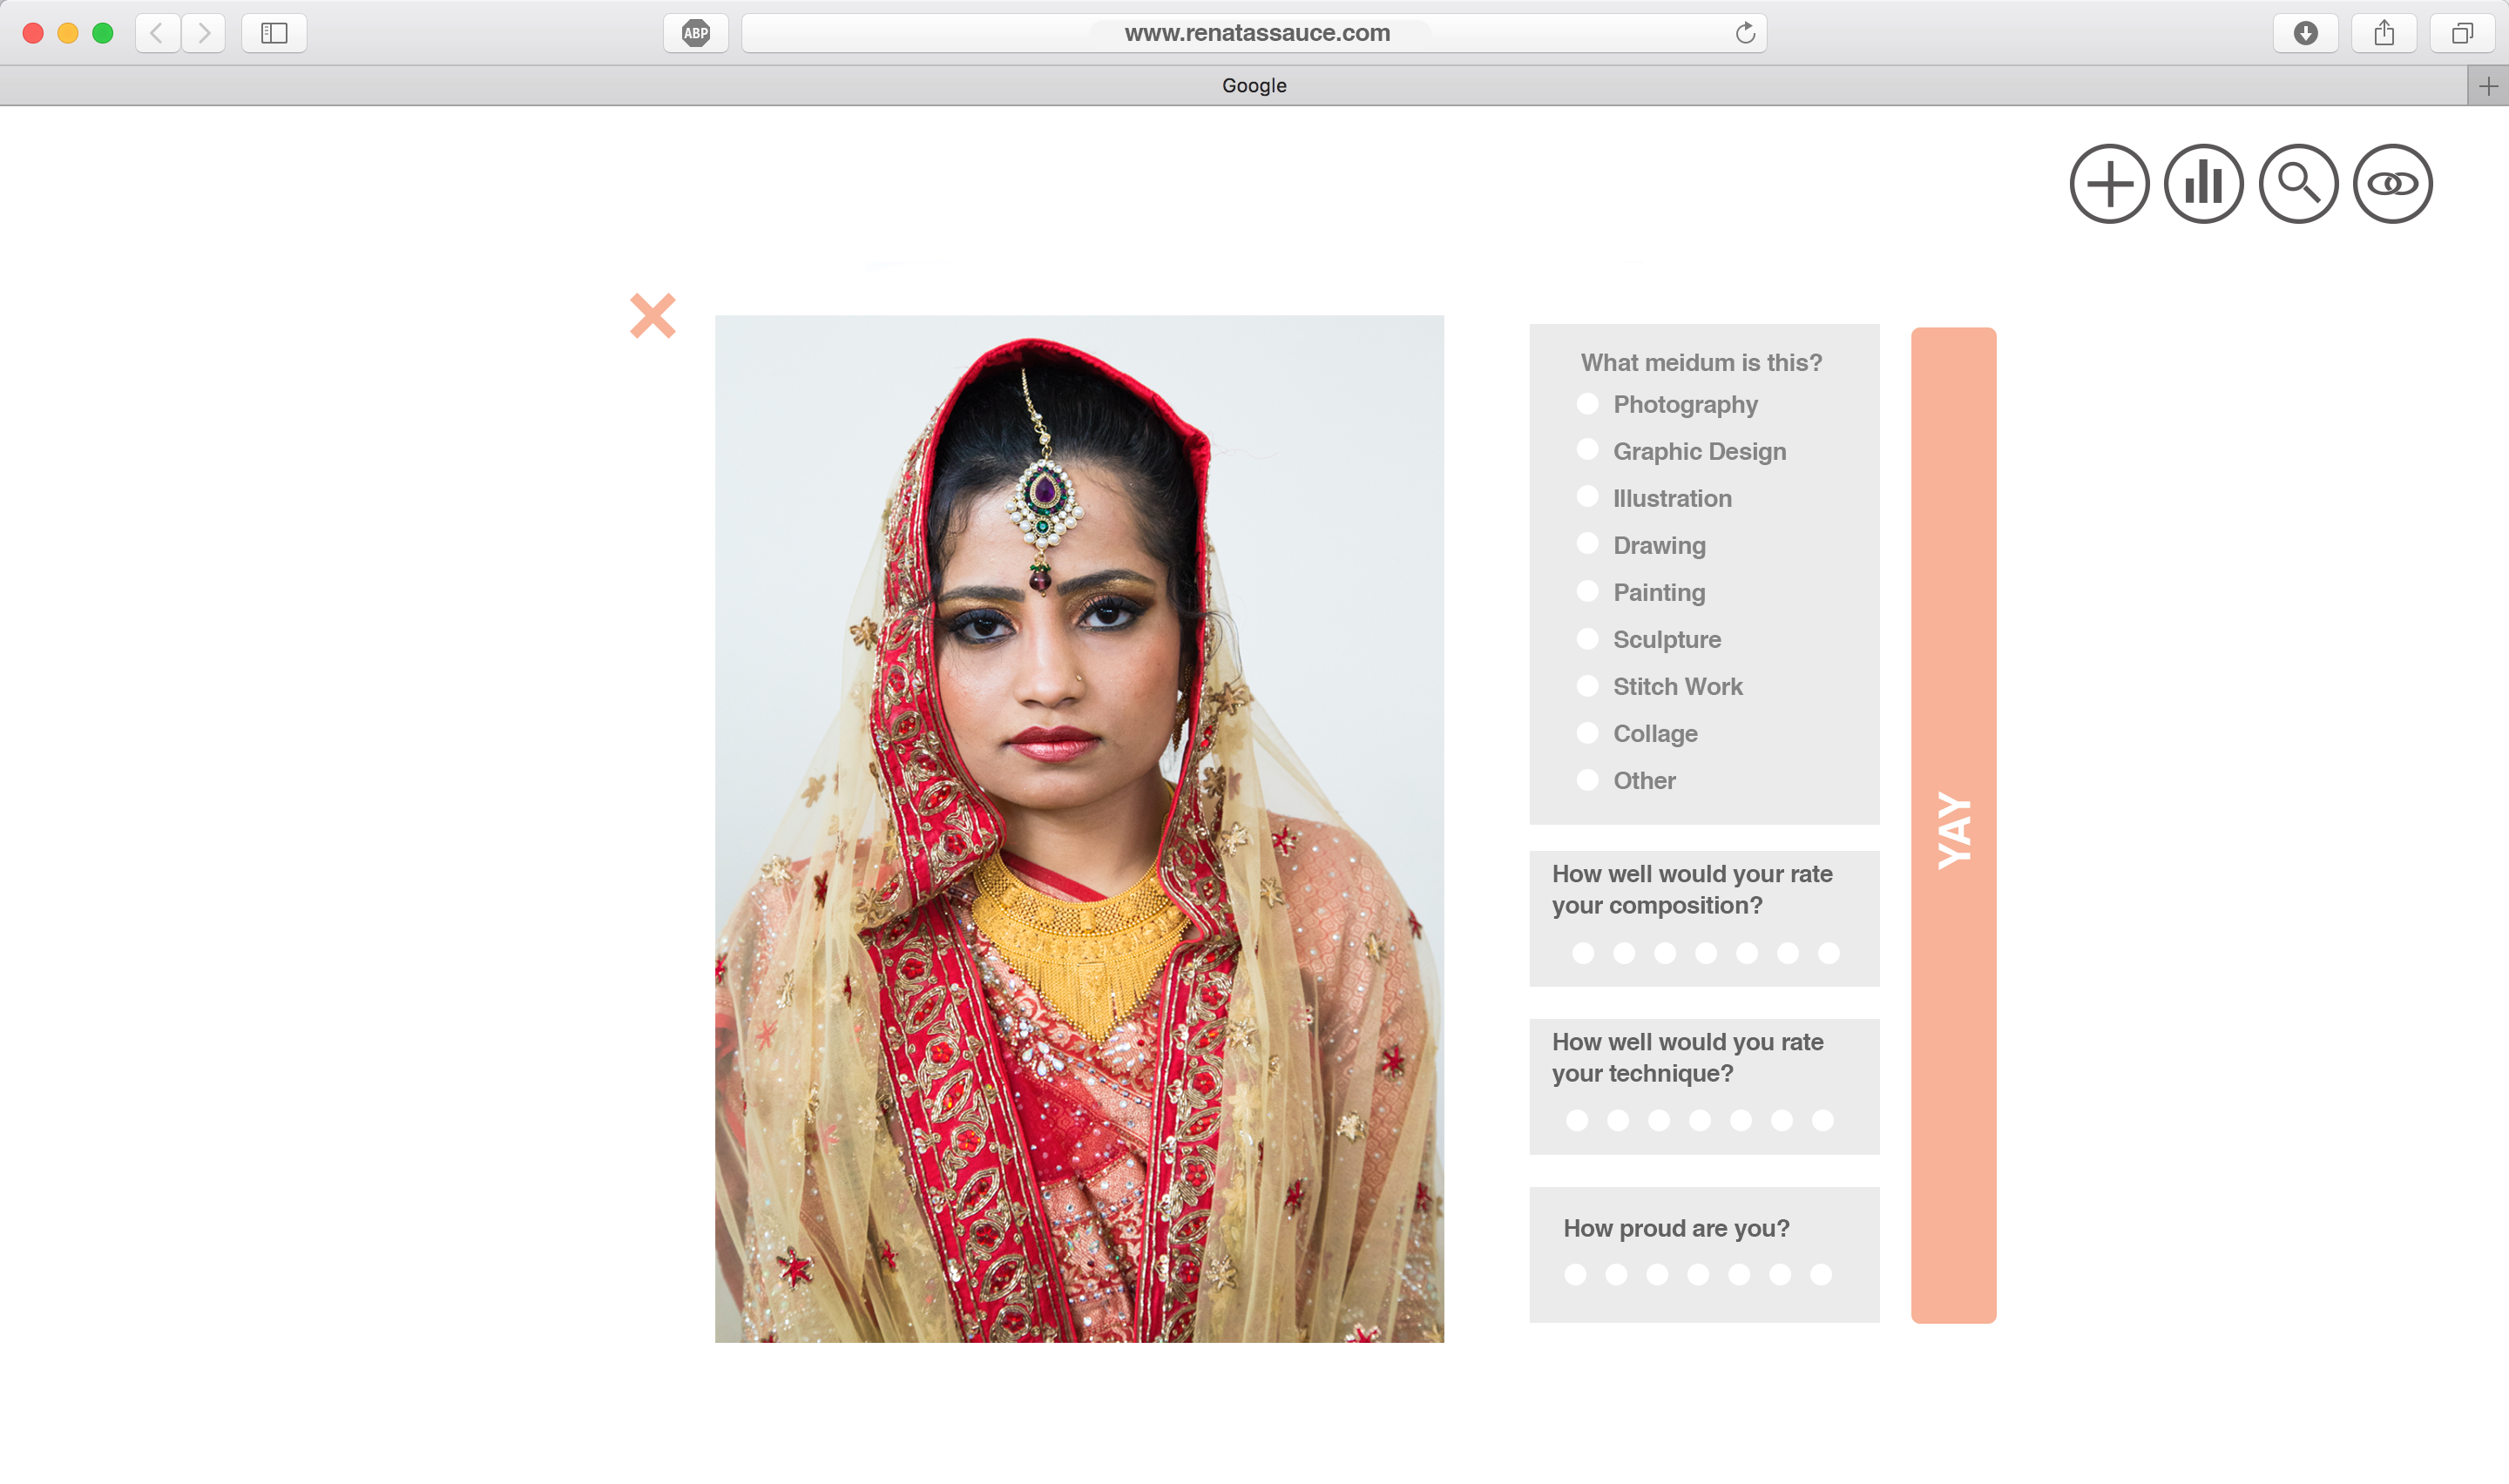 ABP
www.renatassauce.com
Google
What meidum is this?
Photography
Graphic Design
Illustration
Drawing
Painting
Sculpture
Stitch Work
Collage
Other
How well would your rate
your composition?
How well would you rate
your technique?
How proud are you?
YAY